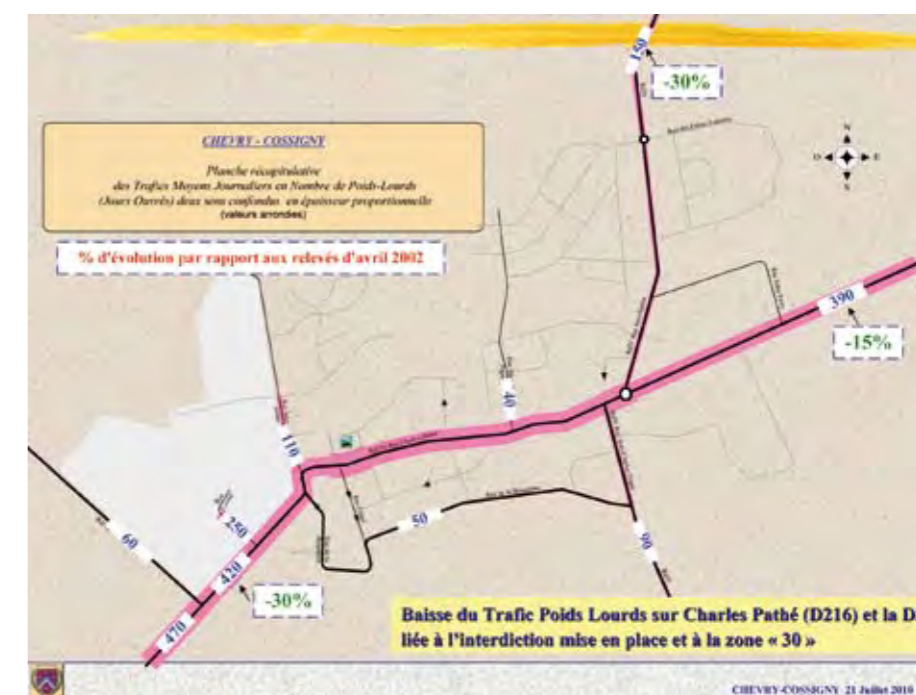 150
-30%
CHEVRY - COSSIGNY
Planche récapitulative
des Trafics Moyens Journaliers en Nombre de Poids-Lourds
(Jours Ouvrés) deux sens confondus en épaisseur proportionnelle
(valeurs arrondies)
N
O
E
S
% d'évolution par rapport aux relevés d'avril 2002
390
-15%
40
110
250
50
60
90
420
-30%
470
Baisse du Trafic Poids Lourds sur Charles Pathé (D216) et la D
liée à l'interdiction mise en place et à la zone « 30 »
CHEVRY-COSSIGNY 21 Juillet 2010